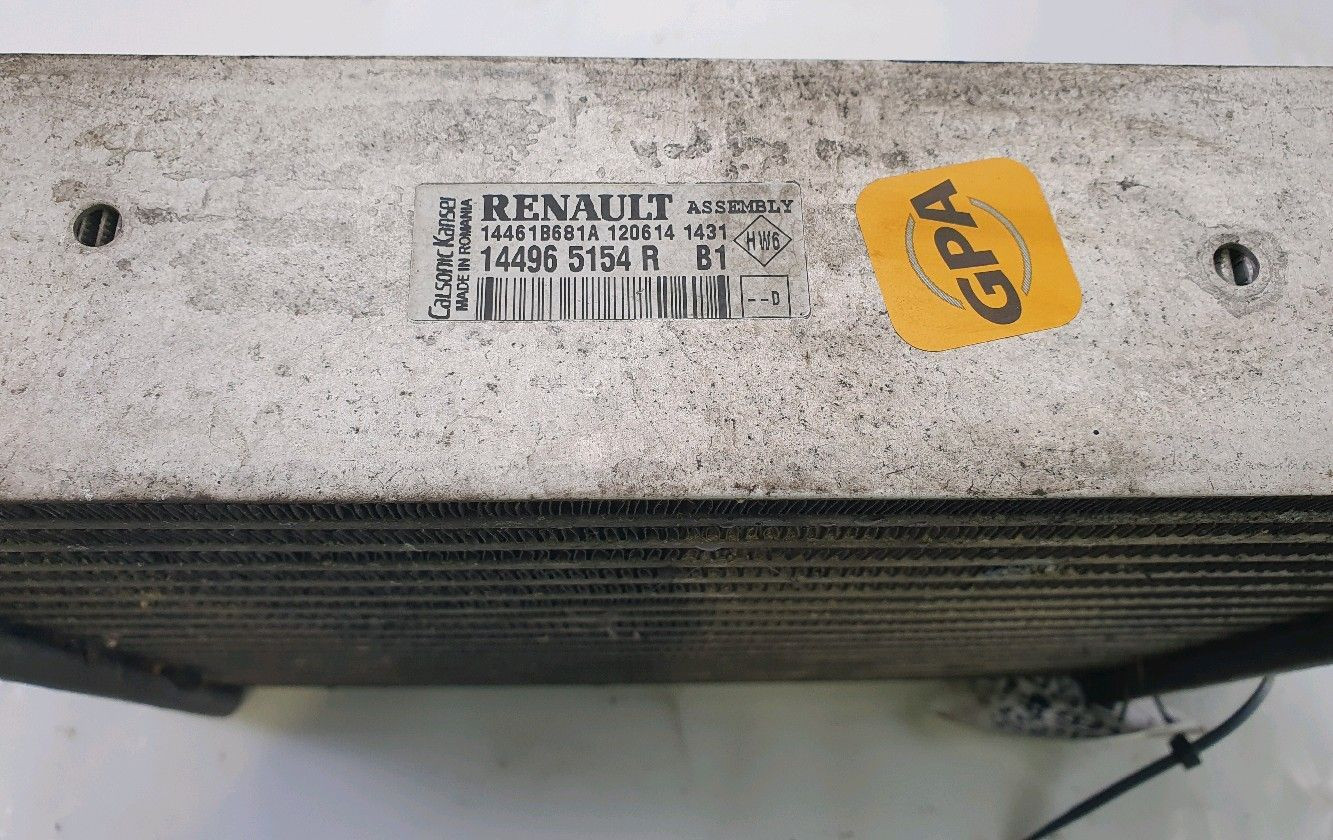 Calsonic Kansei
MADE IN ROMANIA
RENAULT ASSEMBLY
14461B681A 120614 1431
HW6
14496 5154 R B1
--D
GPA